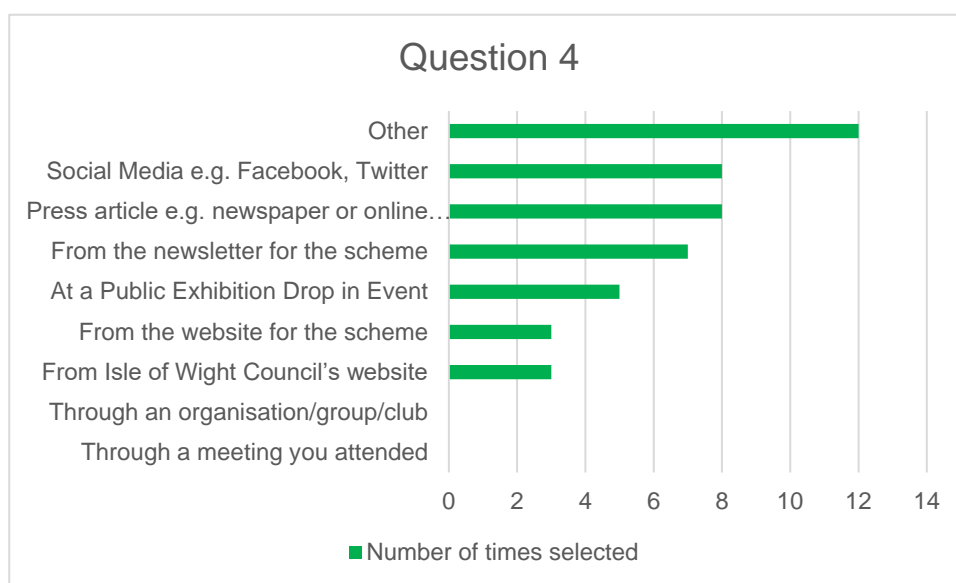 Question 4
Other
Social Media e.g. Facebook, Twitter
Press article e.g. newspaper or online…
From the newsletter for the scheme
At a Public Exhibition Drop in Event
From the website for the scheme
From Isle of Wight Council’s website
Through an organisation/group/club
Through a meeting you attended
0 2 4 6 8 10 12 14
Number of times selected